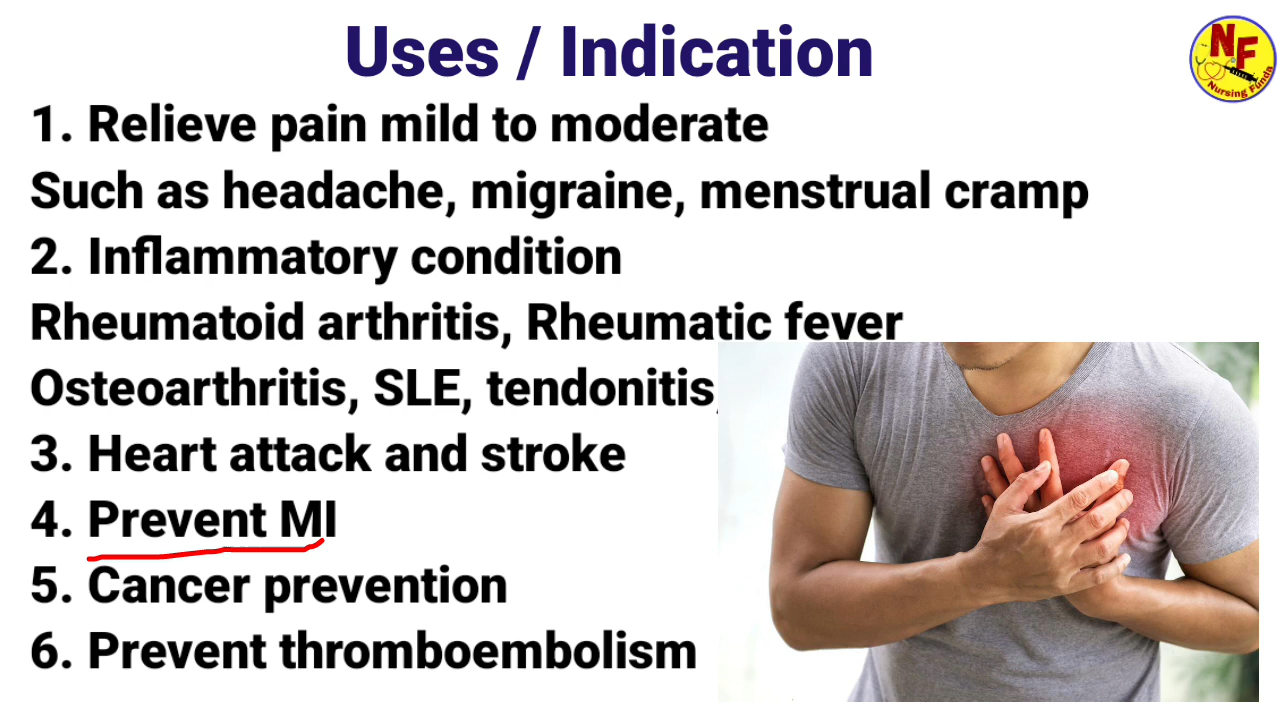 Uses / Indication
NF
Nursing Funda
1. Relieve pain mild to moderate
Such as headache, migraine, menstrual cramp
2. Inflammatory condition
Rheumatoid arthritis, Rheumatic fever
Osteoarthritis, SLE, tendonitis,
3. Heart attack and stroke
4. Prevent MI
5. Cancer prevention
6. Prevent thromboembolism